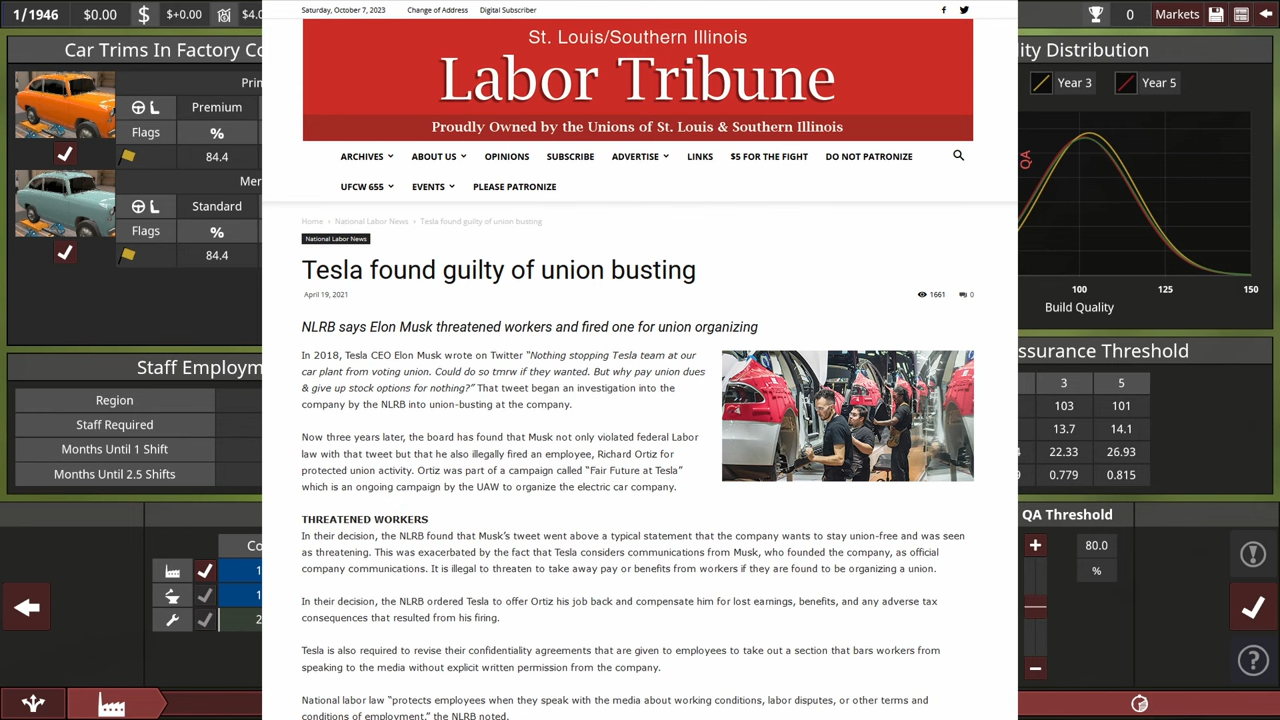 1/1946 $0.00 $ $+0.00 $4.0
Saturday, October 7, 2023 Change of Address Digital Subscriber
0 Markets
St. Louis/Southern Illinois
Labor Tribune
Proudly Owned by the Unions of St. Louis & Southern Illinois
ARCHIVES ABOUT US OPINIONS SUBSCRIBE ADVERTISE LINKS $5 FOR THE FIGHT DO NOT PATRONIZE
UFCW 655 EVENTS PLEASE PATRONIZE
Home › National Labor News › Tesla found guilty of union busting
National Labor News
Tesla found guilty of union busting
April 19, 2021 1661 0
NLRB says Elon Musk threatened workers and fired one for union organizing
In 2018, Tesla CEO Elon Musk wrote on Twitter “Nothing stopping Tesla team at our
car plant from voting union. Could do so tmrw if they wanted. But why pay union dues
& give up stock options for nothing?” That tweet began an investigation into the
company by the NLRB into union-busting at the company.
Now three years later, the board has found that Musk not only violated federal Labor
law with that tweet but that he also illegally fired an employee, Richard Ortiz for
protected union activity. Ortiz was part of a campaign called “Fair Future at Tesla”
which is an ongoing campaign by the UAW to organize the electric car company.
THREATENED WORKERS
In their decision, the NLRB found that Musk’s tweet went above a typical statement that the company wants to stay union-free and was seen
as threatening. This was exacerbated by the fact that Tesla considers communications from Musk, who founded the company, as official
company communications. It is illegal to threaten to take away pay or benefits from workers if they are found to be organizing a union.
In their decision, the NLRB ordered Tesla to offer Ortiz his job back and compensate him for lost earnings, benefits, and any adverse tax
consequences that resulted from his firing.
Tesla is also required to revise their confidentiality agreements that are given to employees to take out a section that bars workers from
speaking to the media without explicit written permission from the company.
National labor law “protects employees when they speak with the media about working conditions, labor disputes, or other terms and
conditions of employment,” the NLRB noted.
Car Trims In Factory Co
Premium
Flags %
84.4
Standard
Flags %
84.4
Staff Employm
Region
Staff Required
Months Until 1 Shift
Months Until 2.5 Shifts
Co
1
1
2
ity Distribution
Year 3 Year 5
QA
100 125 150
Build Quality
ssurance Threshold
3 5
103 101
13.7 14.1
22.33 26.93
0.779 0.815
QA Threshold
80.0
%